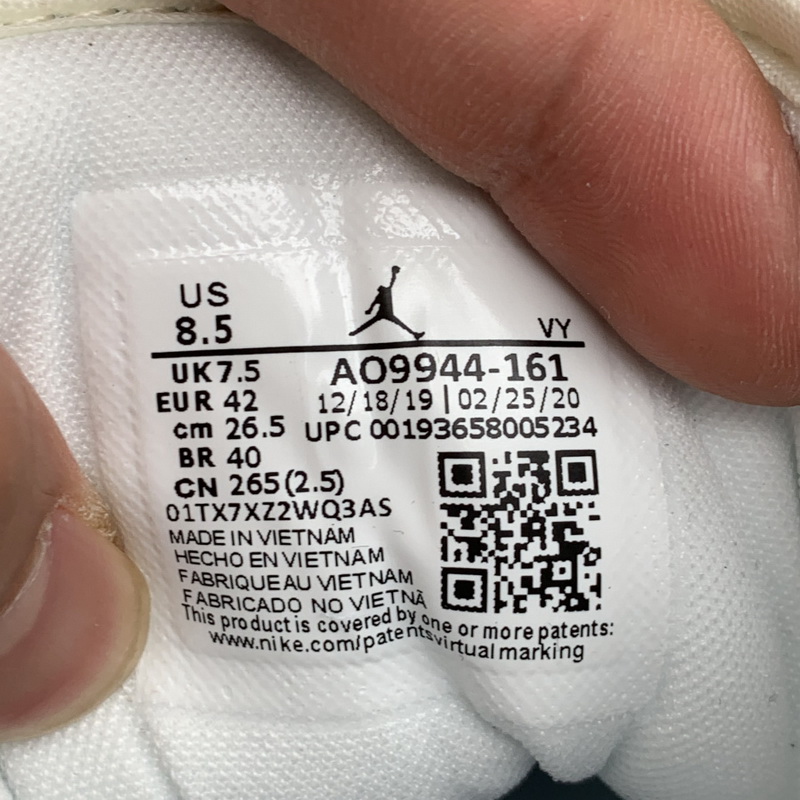 US
8.5
VY
UK 7.5
AO9944-161
EUR 42
12/18/19 | 02/25/20
cm 26.5
UPC 00193658005234
BR 40
CN 265 (2.5)
01TX7XZ2WQ3AS
MADE IN VIETNAM
HECHO EN VIETNAM
FABRIQUE AU VIETNAM
FABRICADO NO VIETNÃ
This product is covered by one or more patents:
www.nike.com/patentsvirtual marking